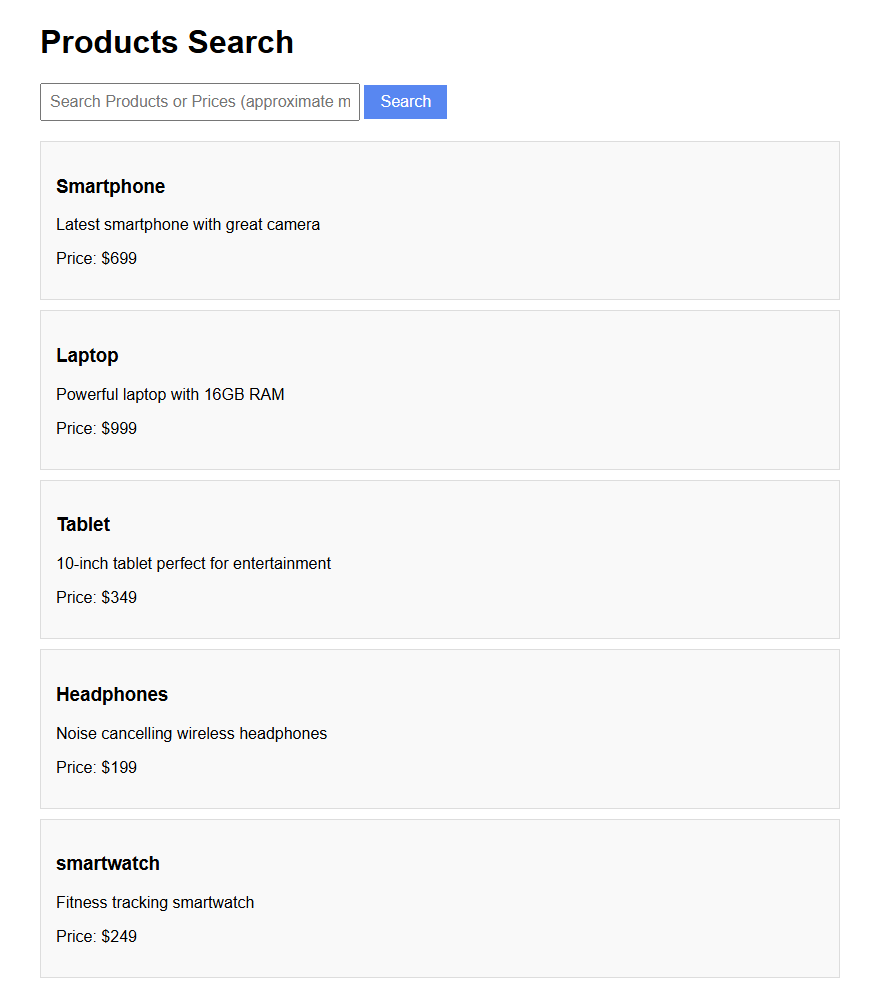 Products Search
Search Products or Prices (approximate m
Search
Smartphone
Latest smartphone with great camera
Price: $699
Laptop
Powerful laptop with 16GB RAM
Price: $999
Tablet
10-inch tablet perfect for entertainment
Price: $349
Headphones
Noise cancelling wireless headphones
Price: $199
smartwatch
Fitness tracking smartwatch
Price: $249